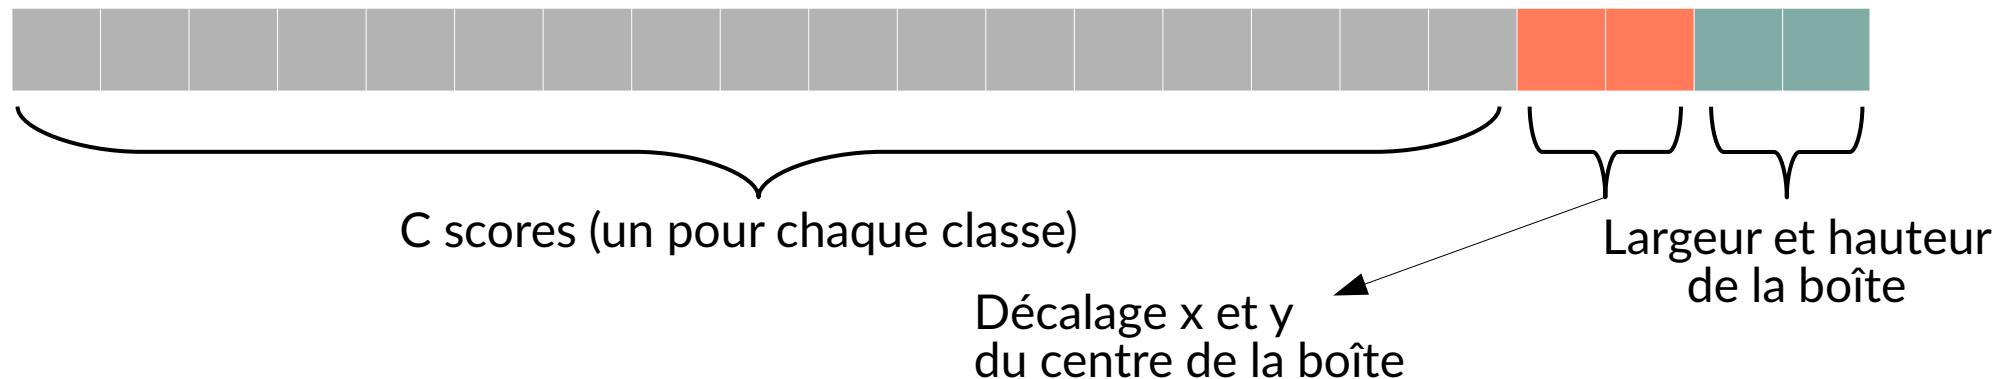 C scores (un pour chaque classe)
Largeur et hauteur
de la boîte
Décalage x et y
du centre de la boîte